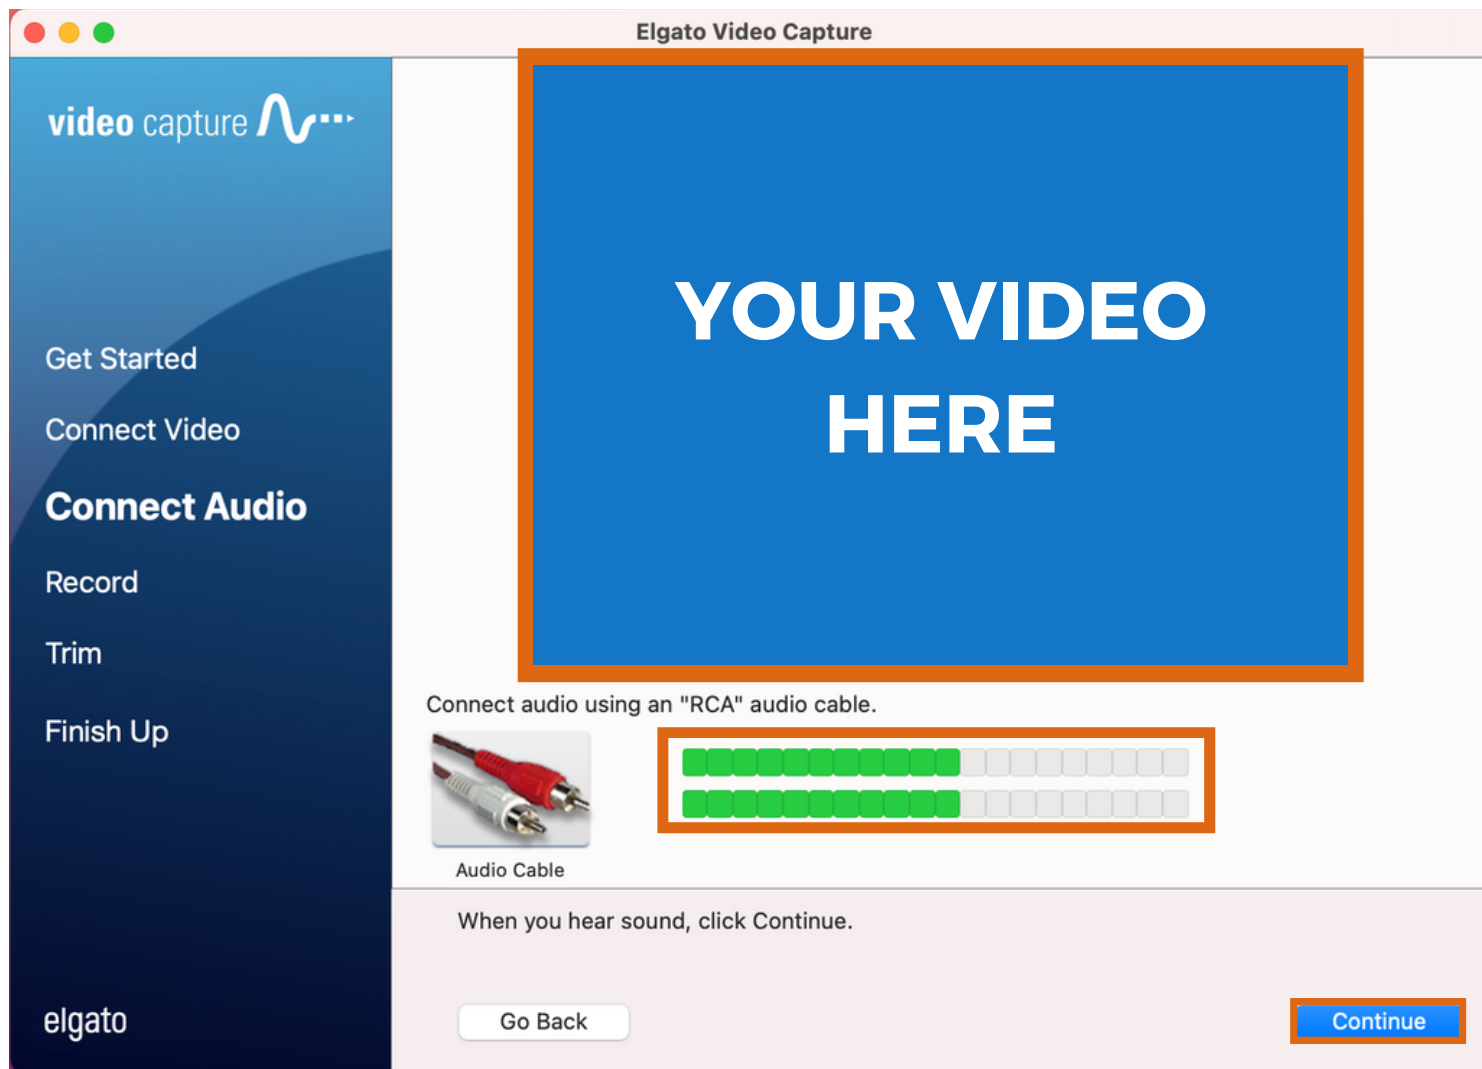 Elgato Video Capture
video capture
Get Started
Connect Video
Connect Audio
Record
Trim
Finish Up
elgato
YOUR VIDEO
HERE
Connect audio using an "RCA" audio cable.
Audio Cable
When you hear sound, click Continue.
Go Back
Continue